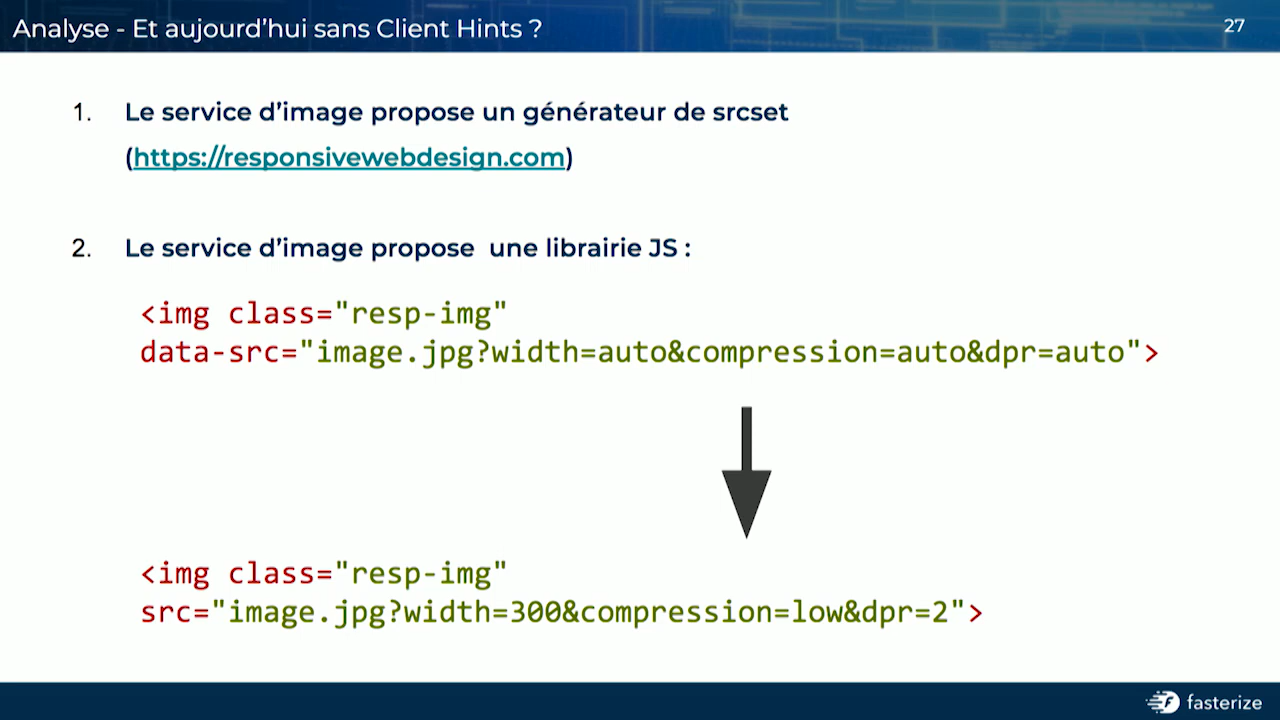 Analyse - Et aujourd'hui sans Client Hints ?
27
1. Le service d'image propose un générateur de srcset
(https://responsivewebdesign.com)
2. Le service d'image propose une librairie JS :
<img class="resp-img"
data-src="image.jpg?width=auto&compression=auto&dpr=auto">
<img class="resp-img"
src="image.jpg?width=300&compression=low&dpr=2">
fasterize